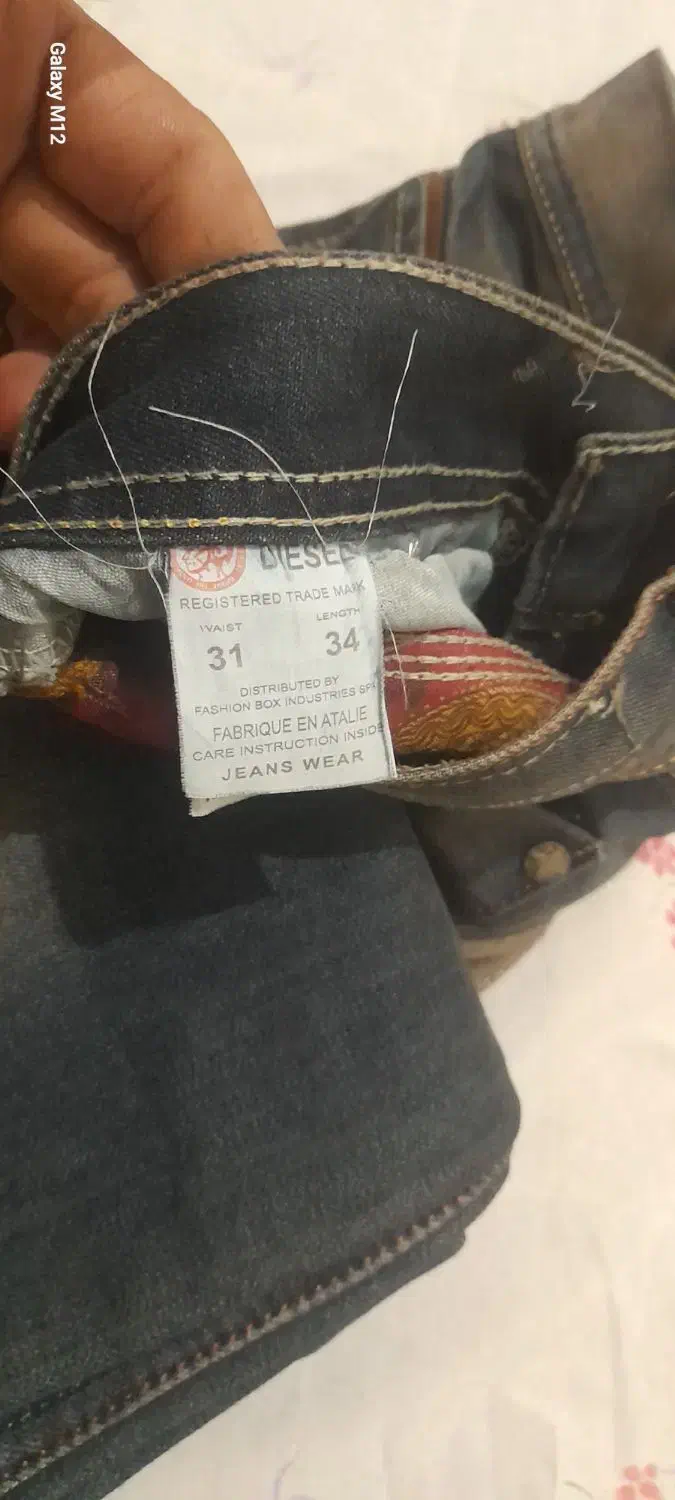 Galaxy M12
DIESEL
REGISTERED TRADE MARK
WAIST LENGTH
31 34
DISTRIBUTED BY
FASHION BOX INDUSTRIES SPA
FABRIQUE EN ATALIE
CARE INSTRUCTION INSIDE
JEANS WEAR